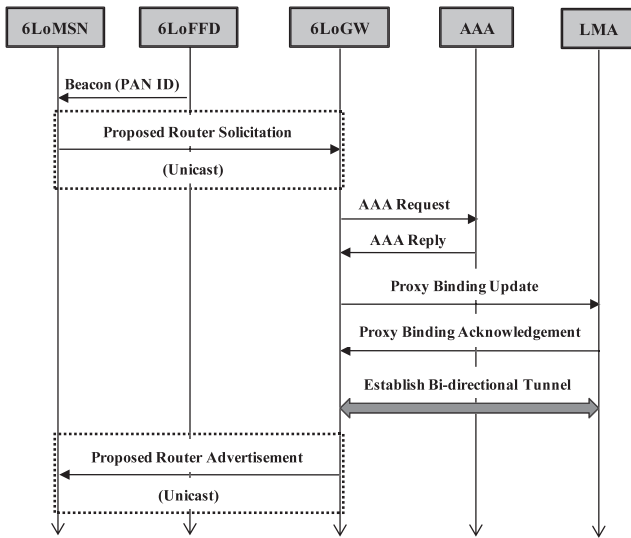 6LoMSN
6LoFFD
6LoGW
AAA
LMA
Beacon (PAN ID)
Proposed Router Solicitation
(Unicast)
AAA Request
AAA Reply
Proxy Binding Update
Proxy Binding Acknowledgement
Establish Bi-directional Tunnel
Proposed Router Advertisement
(Unicast)